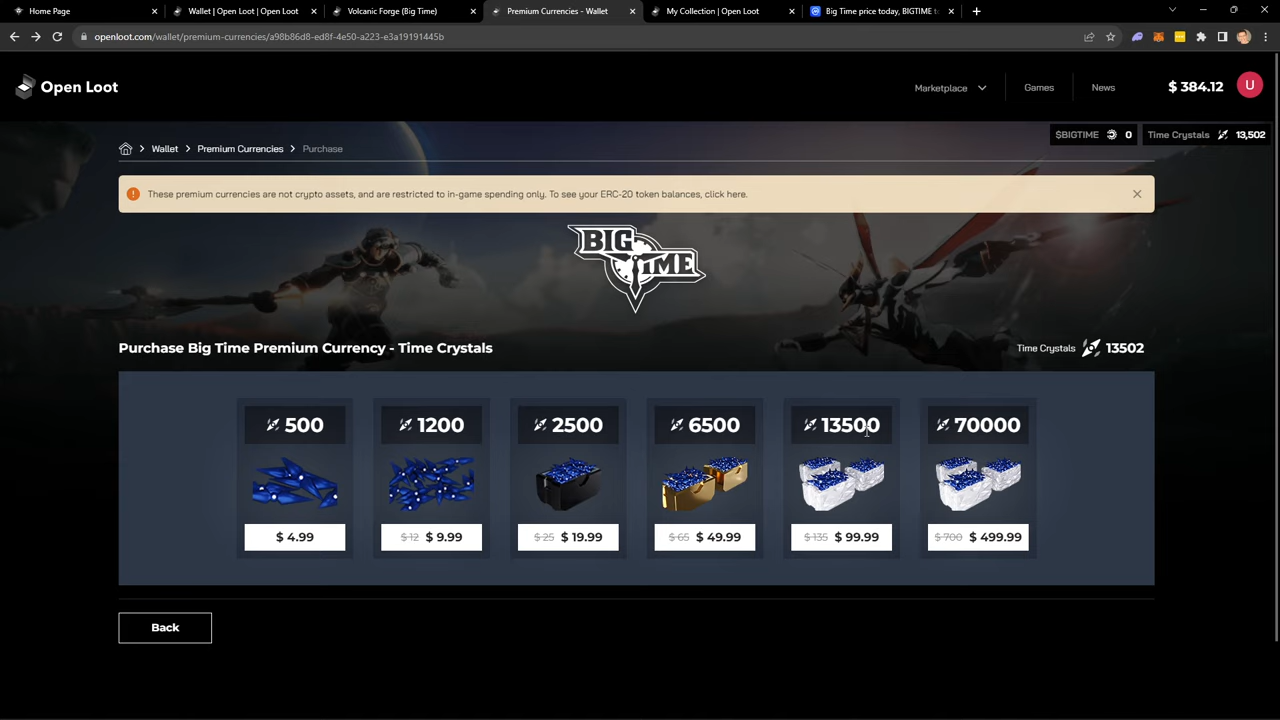 Home Page
Wallet | Open Loot | Open Loot
Volcanic Forge (Big Time)
Premium Currencies - Wallet
My Collection | Open Loot
Big Time price today, BIGTIME to
openloot.com/wallet/premium-currencies/a98b86d8-ed8f-4e50-a223-e3a19191445b
Open Loot
Marketplace
Games
News
$ 384.12
U
$BIGTIME 0
Time Crystals 13,502
Wallet
Premium Currencies
Purchase
These premium currencies are not crypto assets, and are restricted to in-game spending only. To see your ERC-20 token balances, click here.
BIG TIME
Purchase Big Time Premium Currency - Time Crystals
Time Crystals 13502
500
1200
2500
6500
13500
70000
$ 4.99
$ 12 $ 9.99
$ 25 $ 19.99
$ 65 $ 49.99
$ 135 $ 99.99
$ 700 $ 499.99
Back